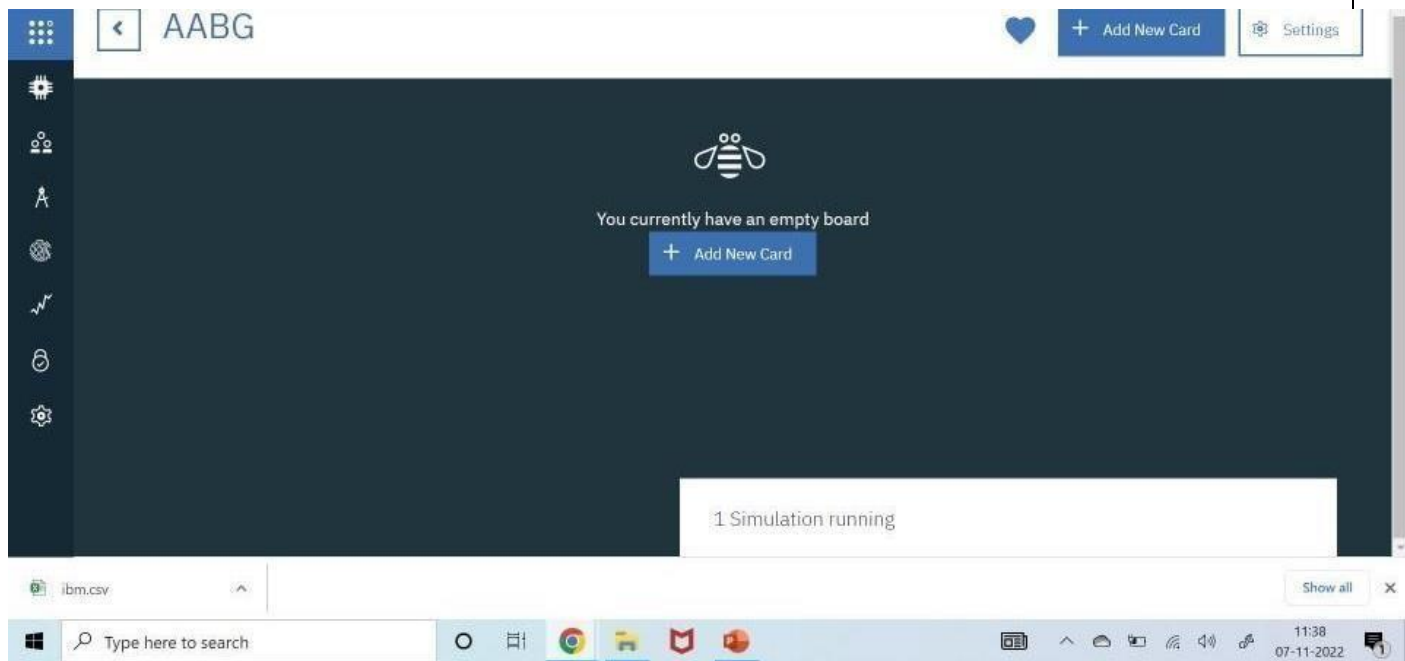 AABG
+ Add New Card
Settings
You currently have an empty board
+ Add New Card
1 Simulation running
ibm.csv
Show all
Type here to search
11:38
07-11-2022
1